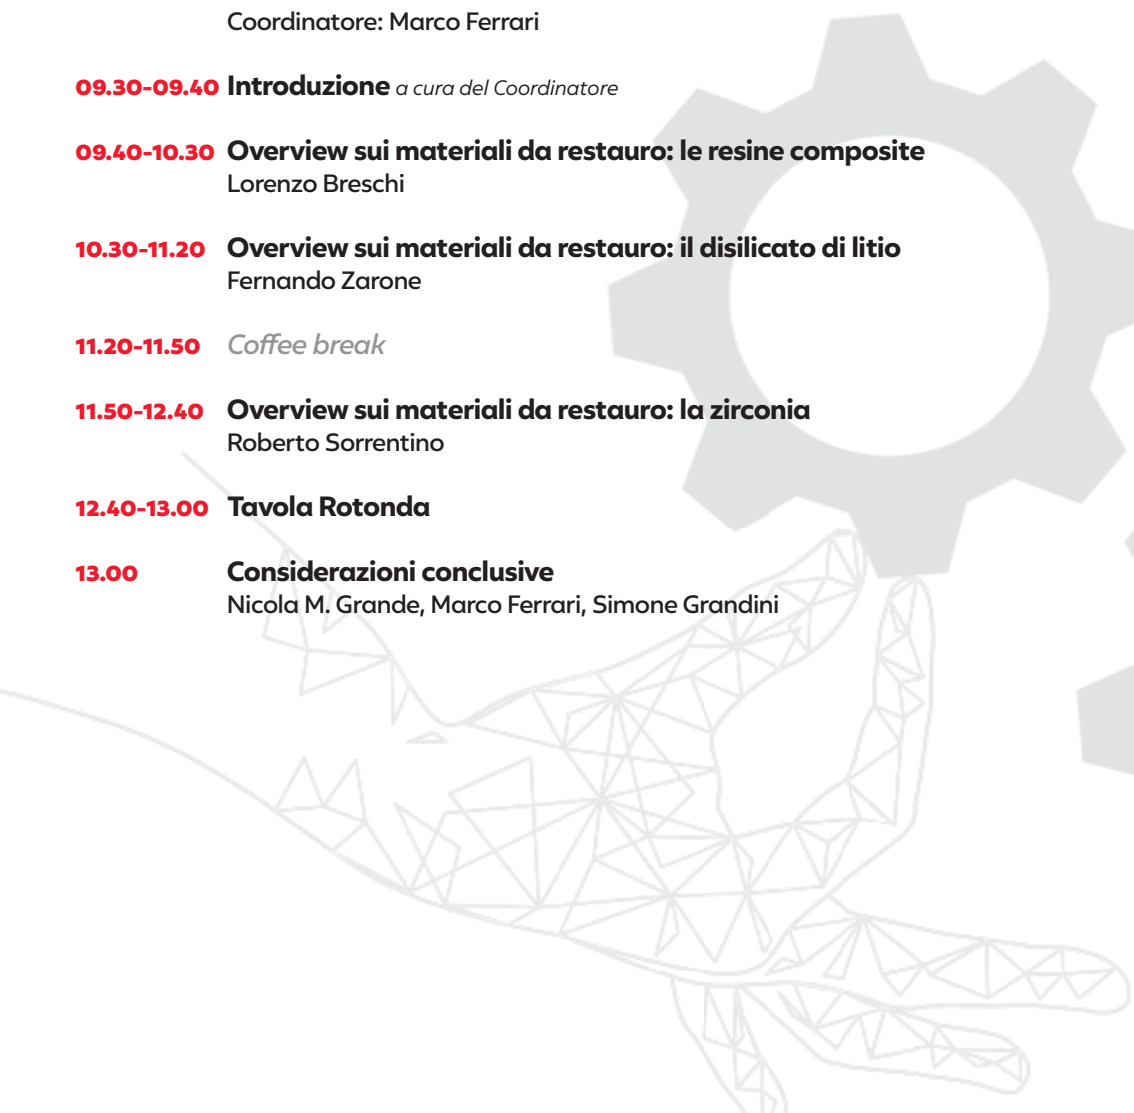 Coordinatore: Marco Ferrari
09.30-09.40 Introduzione a cura del Coordinatore
09.40-10.30 Overview sui materiali da restauro: le resine composite
Lorenzo Breschi
10.30-11.20 Overview sui materiali da restauro: il disilicato di litio
Fernando Zarone
11.20-11.50 Coffee break
11.50-12.40 Overview sui materiali da restauro: la zirconia
Roberto Sorrentino
12.40-13.00 Tavola Rotonda
13.00 Considerazioni conclusive
Nicola M. Grande, Marco Ferrari, Simone Grandini